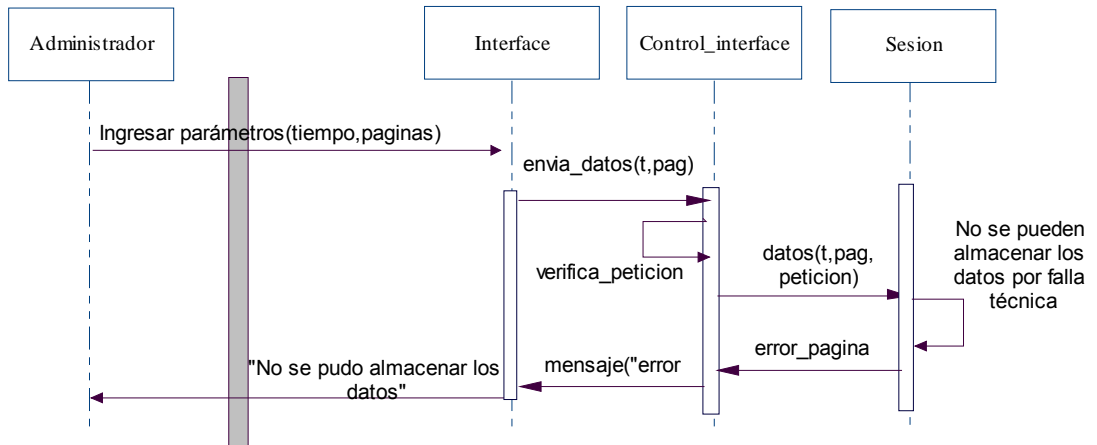 Administrador
Interface
Control_interface
Sesion
Ingresar parámetros(tiempo,paginas)
envia_datos(t,pag)
verifica_peticion
datos(t,pag,
peticion)
No se pueden
almacenar los
datos por falla
técnica
error_pagina
mensaje("error
"No se pudo almacenar los
datos"